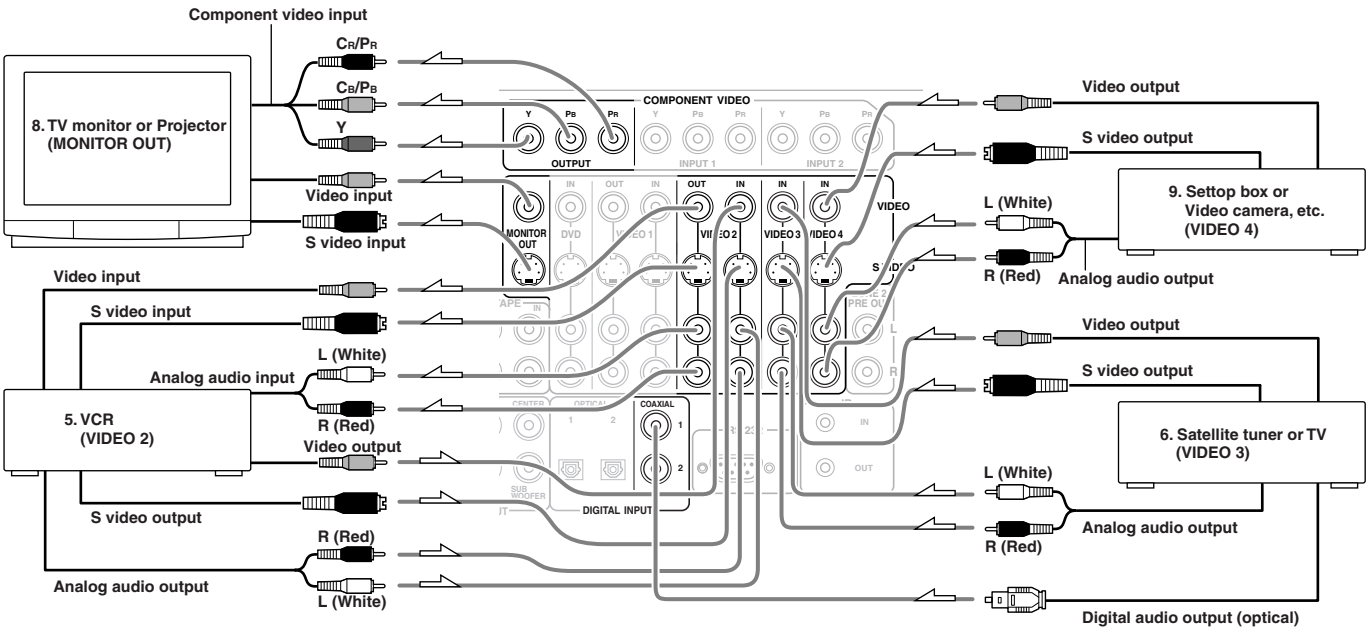 Component video input
CR/PR
CB/PB
Y
8. TV monitor or Projector
(MONITOR OUT)
Video input
S video input
Video input
S video input
L (White)
Analog audio input
R (Red)
5. VCR
(VIDEO 2)
Video output
S video output
R (Red)
Analog audio output
L (White)
COMPONENT VIDEO
Y PB PR Y PB PR Y PB PR
OUTPUT INPUT 1 INPUT 2
IN OUT IN OUT IN IN IN
VIDEO
MONITOR OUT DVD VIDEO 1 VIDEO 2 VIDEO 3 VIDEO 4
S VIDEO
IN
PRE OUT
L
R
CENTER OPTICAL COAXIAL
1 2 1
2
IN
OUT
SUB
WOOFER
DIGITAL INPUT
Video output
S video output
9. Settop box or
Video camera, etc.
(VIDEO 4)
L (White)
R (Red)
Analog audio output
Video output
S video output
6. Satellite tuner or TV
(VIDEO 3)
L (White)
Analog audio output
R (Red)
Digital audio output (optical)